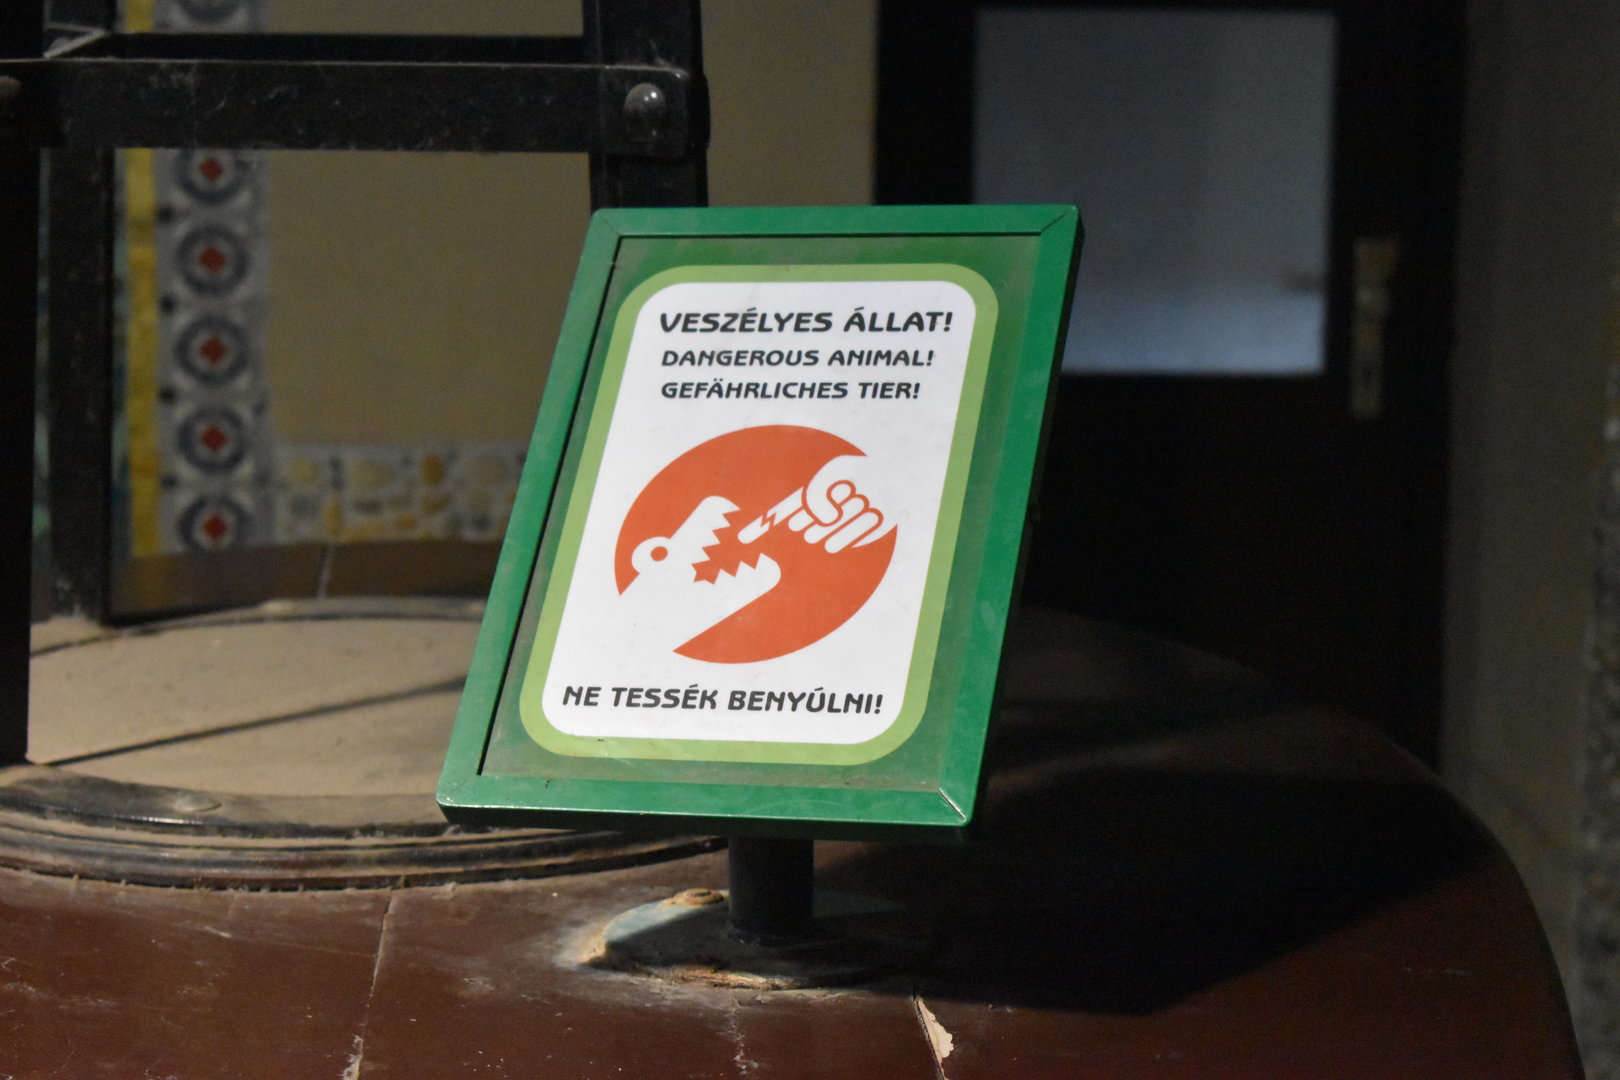 VESZÉLYES ÁLLAT!
DANGEROUS ANIMAL!
GEFÄHRLICHES TIER!
NE TESSÉK BENYÚLNI!